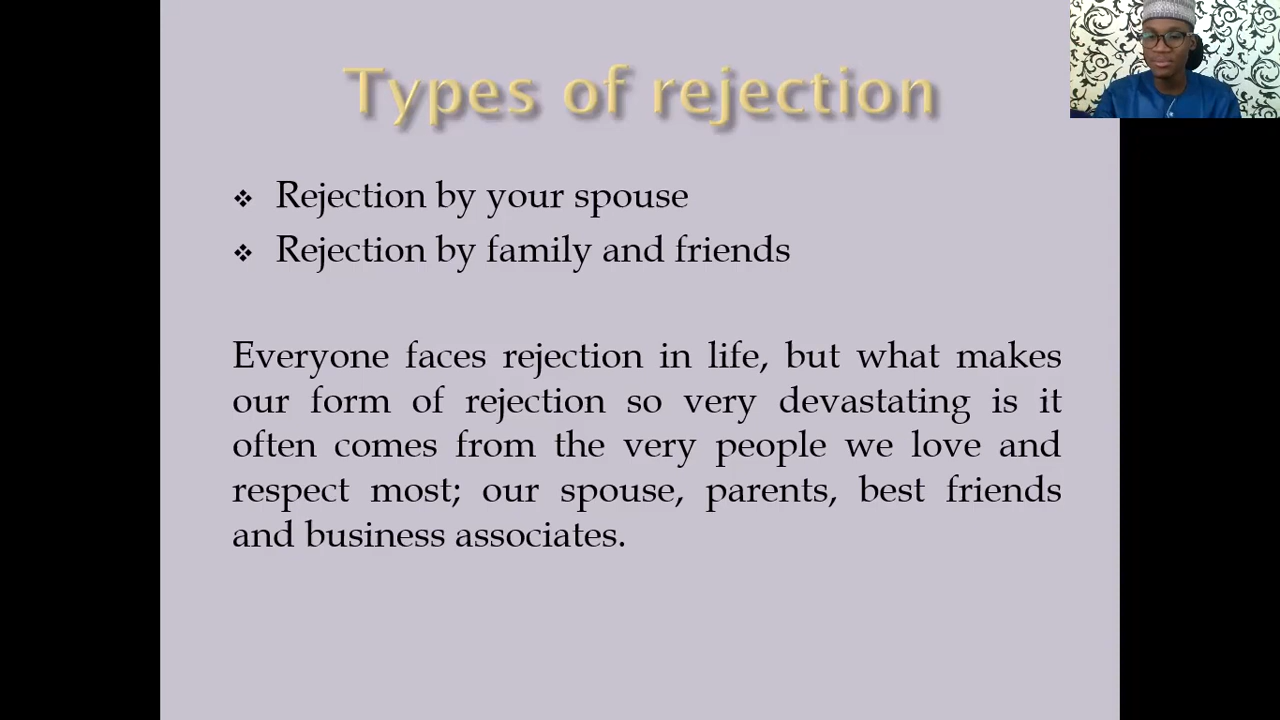 Types of rejection
❖ Rejection by your spouse
❖ Rejection by family and friends
Everyone faces rejection in life, but what makes
our form of rejection so very devastating is it
often comes from the very people we love and
respect most; our spouse, parents, best friends
and business associates.